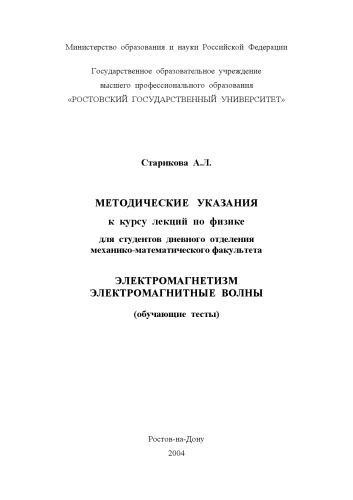 Министерство образования и науки Российской Федерации
Государственное образовательное учреждение
высшего профессионального образования
«РОСТОВСКИЙ ГОСУДАРСТВЕННЫЙ УНИВЕРСИТЕТ»
Старикова А.Л.
МЕТОДИЧЕСКИЕ УКАЗАНИЯ
к курсу лекций по физике
для студентов дневного отделения
механико-математического факультета
ЭЛЕКТРОМАГНЕТИЗМ
ЭЛЕКТРОМАГНИТНЫЕ ВОЛНЫ
(обучающие тесты)
Ростов-на-Дону
2004